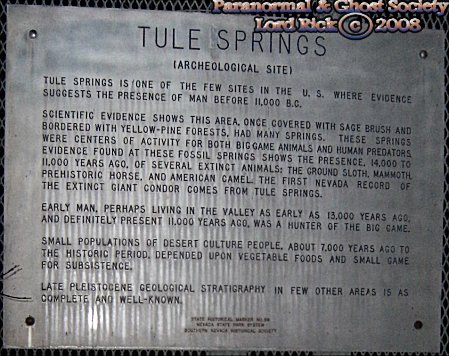 Paranormal & Ghost Society
Lord Rick © 2008
TULE SPRINGS
(ARCHEOLOGICAL SITE)
TULE SPRINGS IS ONE OF THE FEW SITES IN THE U. S. WHERE EVIDENCE
SUGGESTS THE PRESENCE OF MAN BEFORE 11,000 B.C.
SCIENTIFIC EVIDENCE SHOWS THIS AREA, ONCE COVERED WITH SAGE BRUSH AND
BORDERED WITH YELLOW-PINE FORESTS, HAD MANY SPRINGS. THESE SPRINGS
WERE CENTERS OF ACTIVITY FOR BOTH BIG GAME ANIMALS AND HUMAN PREDATORS.
EVIDENCE FOUND AT THESE FOSSIL SPRINGS SHOWS THE PRESENCE, 14,000 TO
11,000 YEARS AGO, OF SEVERAL EXTINCT ANIMALS: THE GROUND SLOTH, MAMMOTH,
PREHISTORIC HORSE, AND AMERICAN CAMEL. THE FIRST NEVADA RECORD OF
THE EXTINCT GIANT CONDOR COMES FROM TULE SPRINGS.
EARLY MAN, PERHAPS LIVING IN THE VALLEY AS EARLY AS 13,000 YEARS AGO,
AND DEFINITELY PRESENT 11,000 YEARS AGO, WAS A HUNTER OF THE BIG GAME.
SMALL POPULATIONS OF DESERT CULTURE PEOPLE, ABOUT 7,000 YEARS AGO TO
THE HISTORIC PERIOD, DEPENDED UPON VEGETABLE FOODS AND SMALL GAME
FOR SUBSISTENCE.
LATE PLEISTOCENE GEOLOGICAL STRATIGRAPHY IN FEW OTHER AREAS IS AS
COMPLETE AND WELL-KNOWN.
STATE HISTORICAL MARKER NO.
NEVADA STATE PARK SYSTEM
SOUTHERN NEVADA HISTORICAL SOCIETY